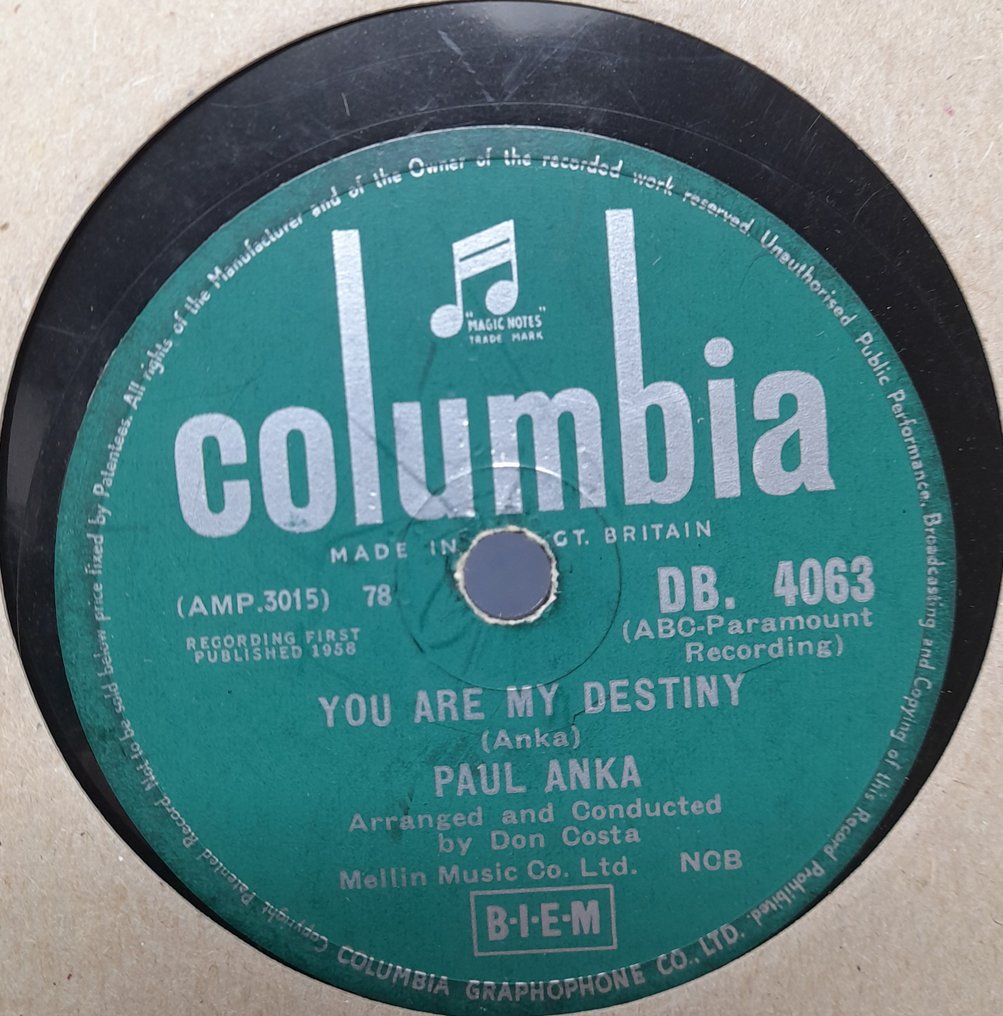 Copyright. Patented Record Not to be sold below price fixed by Patentees. All rights of the Manufacturer and of the Owner of the recorded work reserved Unauthorised Public Performance. Broadcasting and Copying of this Record Prohibited.
"MAGIC NOTES"
TRADE MARK
columbia
MADE IN GT. BRITAIN
(AMP.3015) 78
DB. 4063
(ABC-Paramount
Recording)
RECORDING FIRST
PUBLISHED 1958
YOU ARE MY DESTINY
(Anka)
PAUL ANKA
Arranged and Conducted
by Don Costa
Mellin Music Co. Ltd. NCB
B·I·E·M
COLUMBIA GRAPHOPHONE CO., LTD.